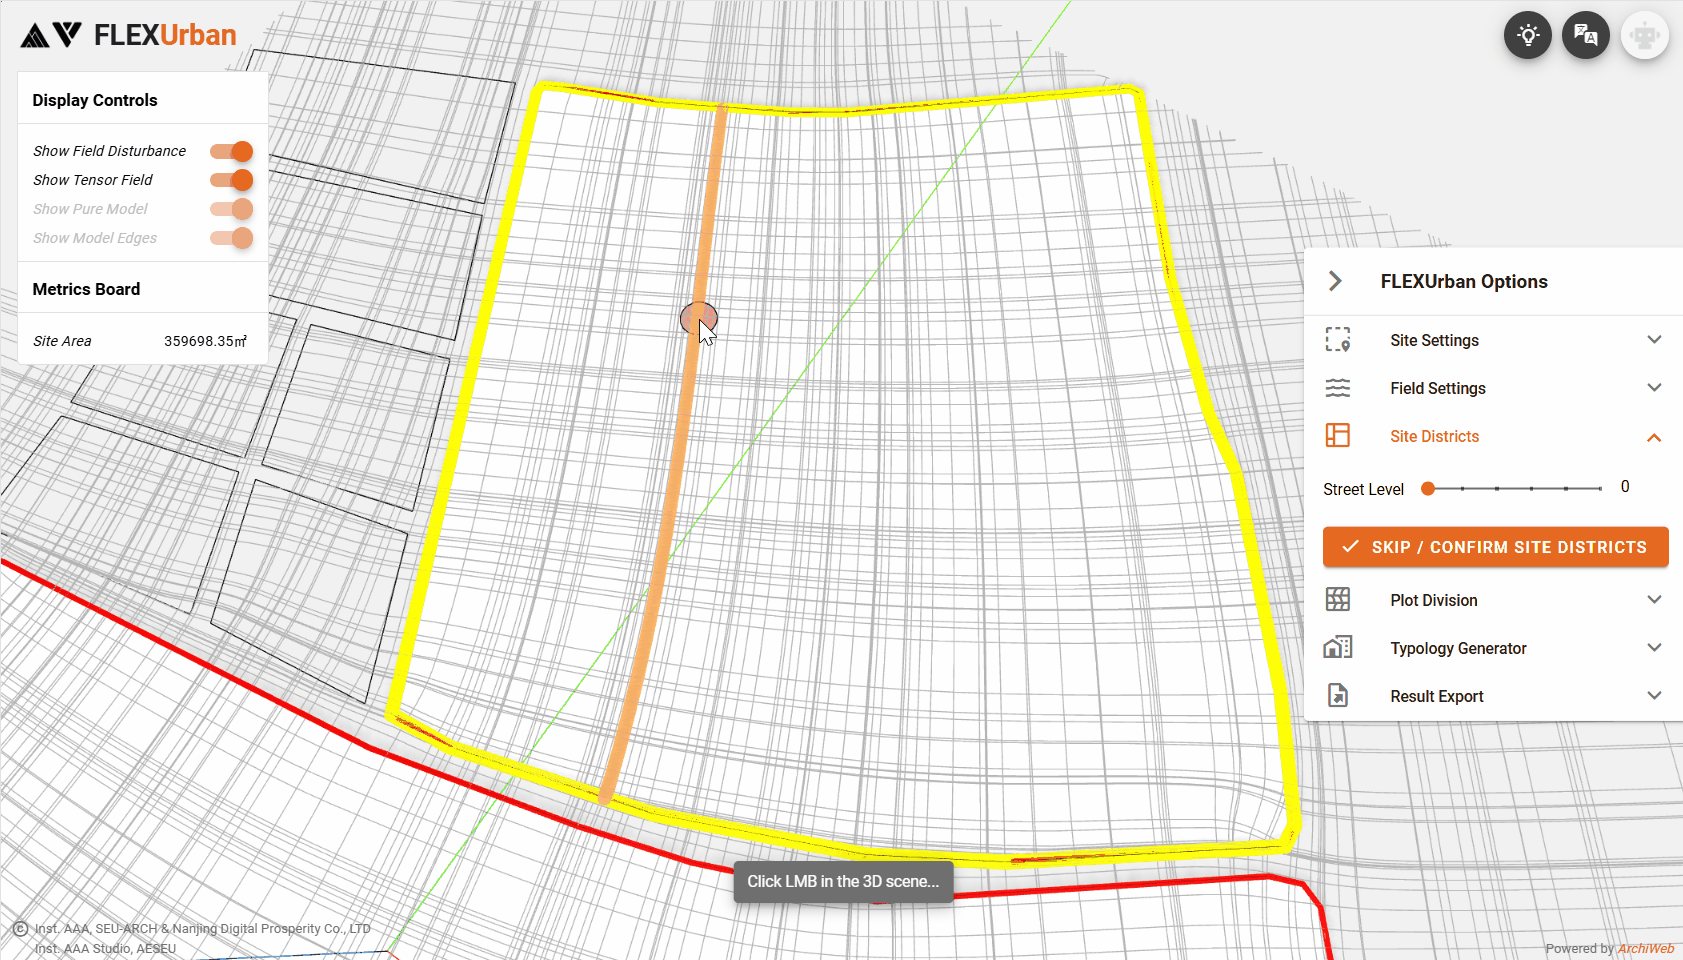 FLEXUrban
Display Controls
Show Field Disturbance
Show Tensor Field
Show Pure Model
Show Model Edges
Metrics Board
Site Area 359698.35㎡
FLEXUrban Options
Site Settings
Field Settings
Site Districts
Street Level 0
SKIP / CONFIRM SITE DISTRICTS
Plot Division
Typology Generator
Result Export
Click LMB in the 3D scene...
© Inst. AAA, SEU-ARCH & Nanjing Digital Prosperity Co., LTD
Inst. AAA Studio, AESEU
Powered by ArchiWeb